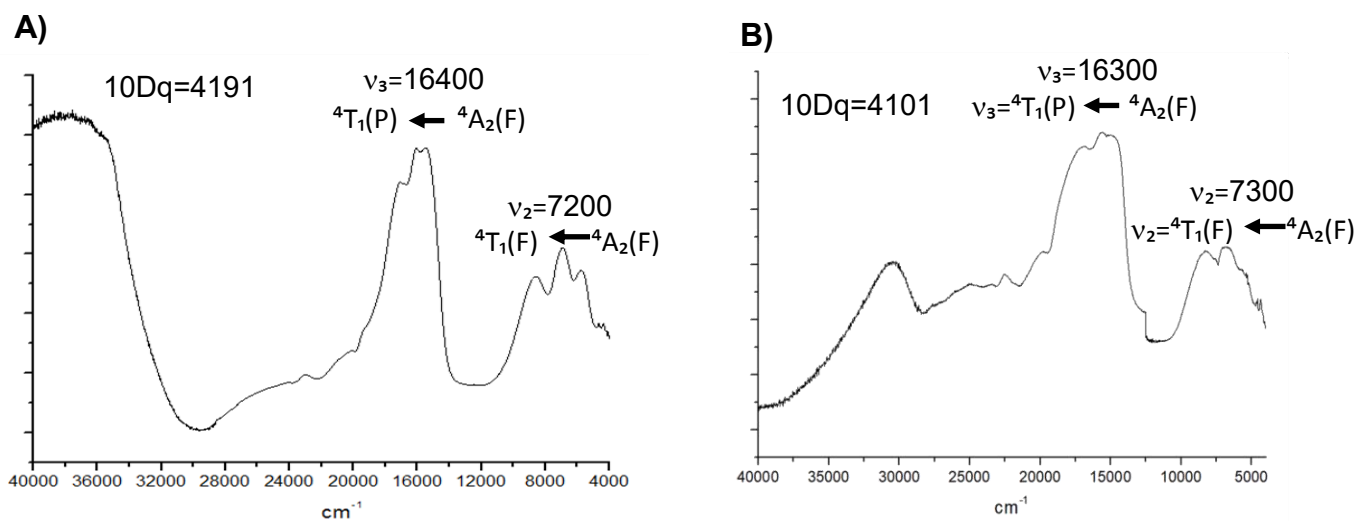 A)
10Dq=4191
ν₃=16400
⁴T₁(P) ⁴A₂(F)
ν₂=7200
⁴T₁(F) ⁴A₂(F)
40000 36000 32000 28000 24000 20000 16000 12000 8000 4000
cm⁻¹
B)
10Dq=4101
ν₃=16300
ν₃=⁴T₁(P) ⁴A₂(F)
ν₂=7300
ν₂=⁴T₁(F) ⁴A₂(F)
40000 35000 30000 25000 20000 15000 10000 5000
cm⁻¹